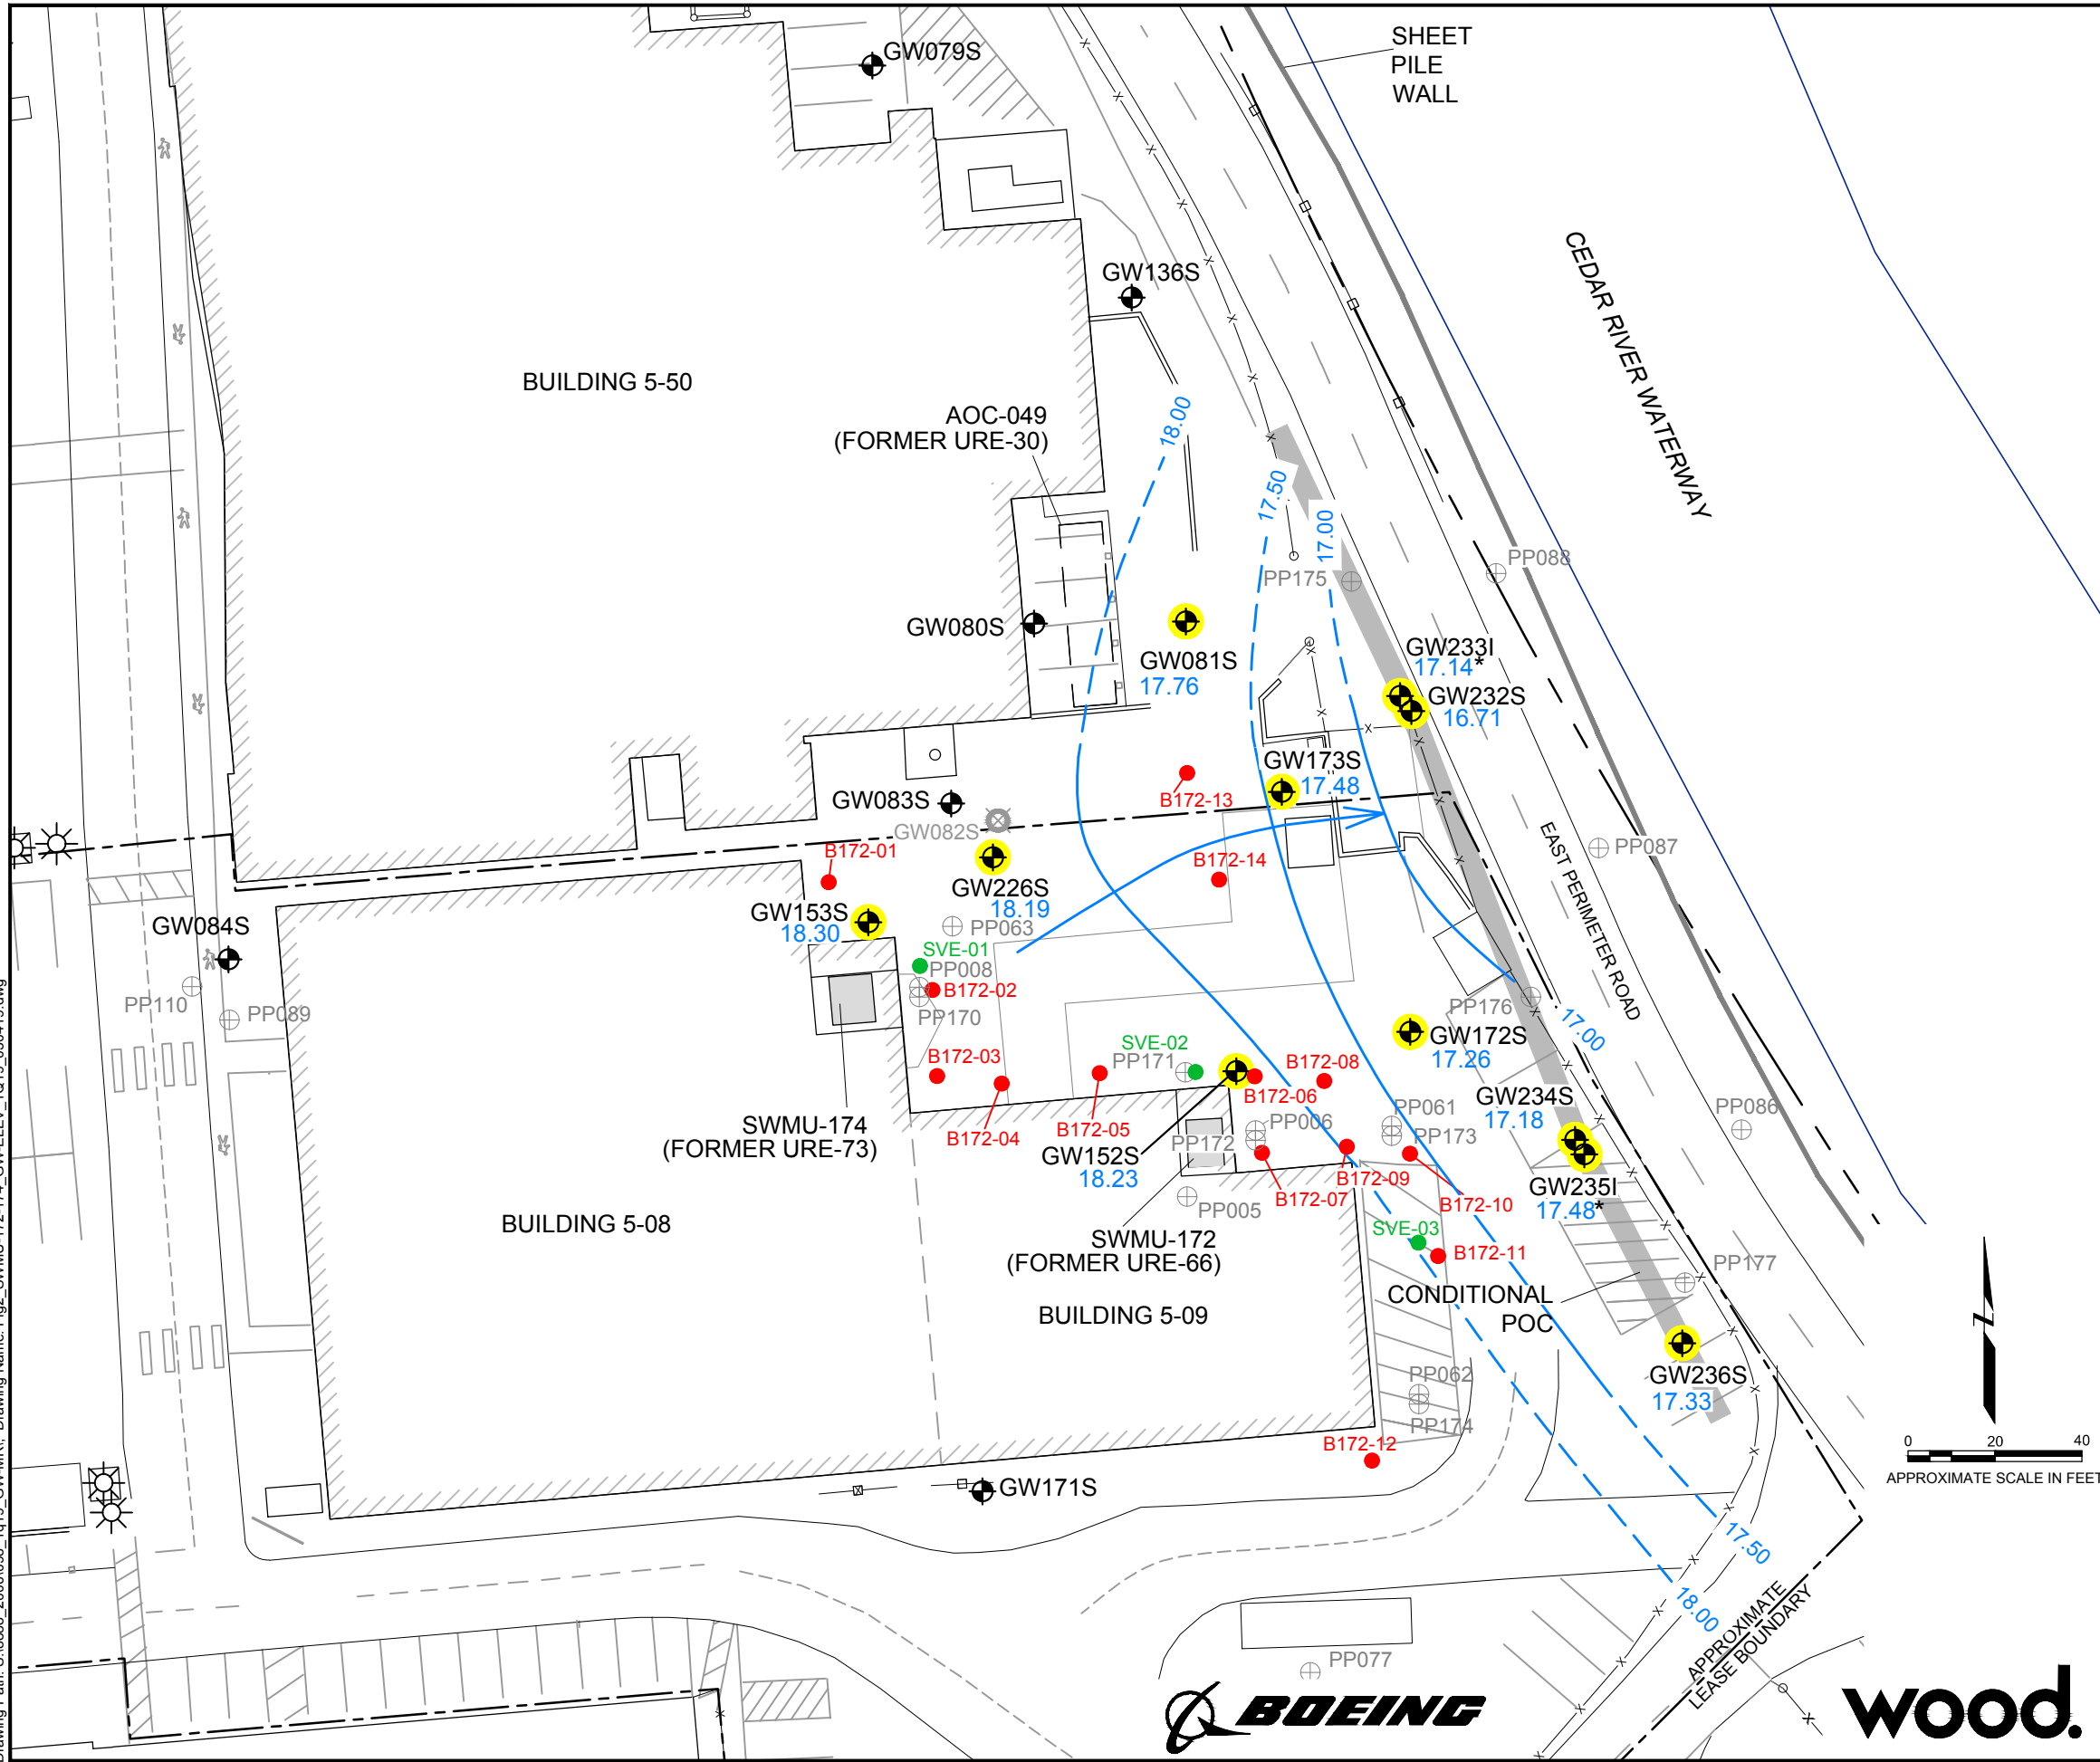 SHEET
PILE
WALL
GW079S
CEDAR RIVER WATERWAY
GW136S
BUILDING 5-50
AOC-049
(FORMER URE-30)
18.00
17.50
17.00
PP175
PP088
GW080S
GW081S
17.76
GW233I
17.14*
GW232S
16.71
GW173S
17.48
B172-13
GW083S
GW082S
B172-01
B172-14
EAST PERIMETER ROAD
PP087
GW226S
18.19
GW153S
18.30
PP063
GW084S
SVE-01
PP008
B172-02
PP170
PP110
PP089
PP176
17.00
GW172S
17.26
SVE-02
PP171
B172-03
B172-08
B172-06
GW234S
17.18
PP086
SWMU-174
(FORMER URE-73)
B172-04
B172-05
PP006
PP172
PP061
PP173
GW152S
18.23
B172-09
B172-07
B172-10
GW235I
17.48*
PP005
BUILDING 5-08
SWMU-172
(FORMER URE-66)
SVE-03
B172-11
PP177
CONDITIONAL
POC
BUILDING 5-09
GW236S
17.33
PP062
PP174
B172-12
GW171S
N
0 20 40
APPROXIMATE SCALE IN FEET
17.50
18.00
APPROXIMATE
LEASE BOUNDARY
PP077
BOEING
wood.